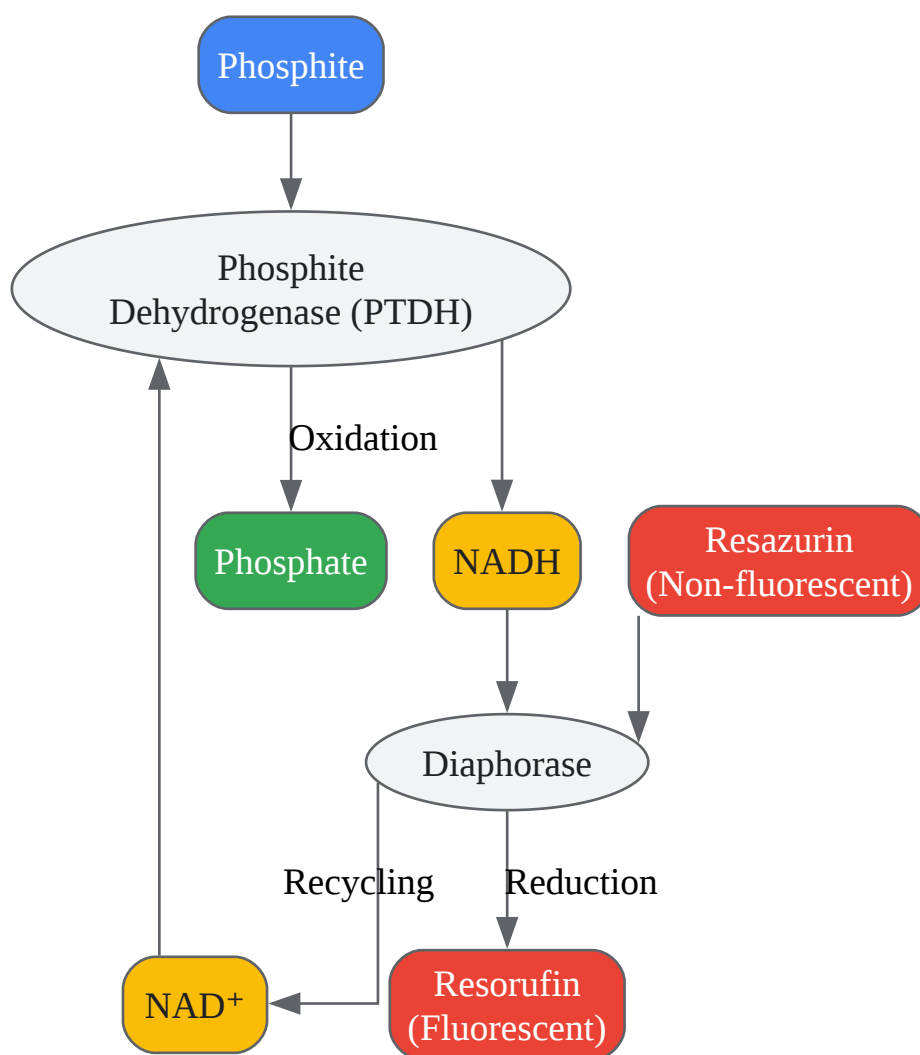 Phosphite
Phosphite
Dehydrogenase (PTDH)
Oxidation
Phosphate
NADH
Resazurin
(Non-fluorescent)
Diaphorase
Recycling
Reduction
NAD⁺
Resorufin
(Fluorescent)